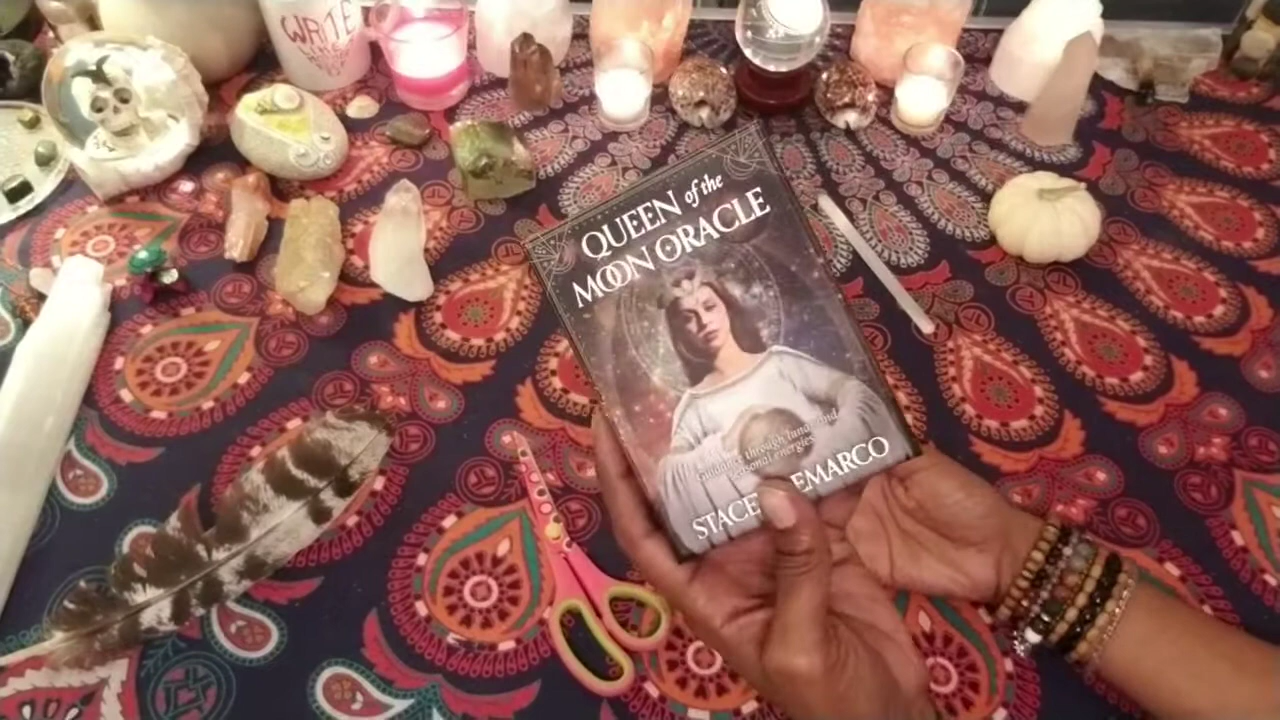 WRITE
QUEEN of the
MOON ORACLE
Guidance through lunar and
seasonal energies
STACE EMARCO